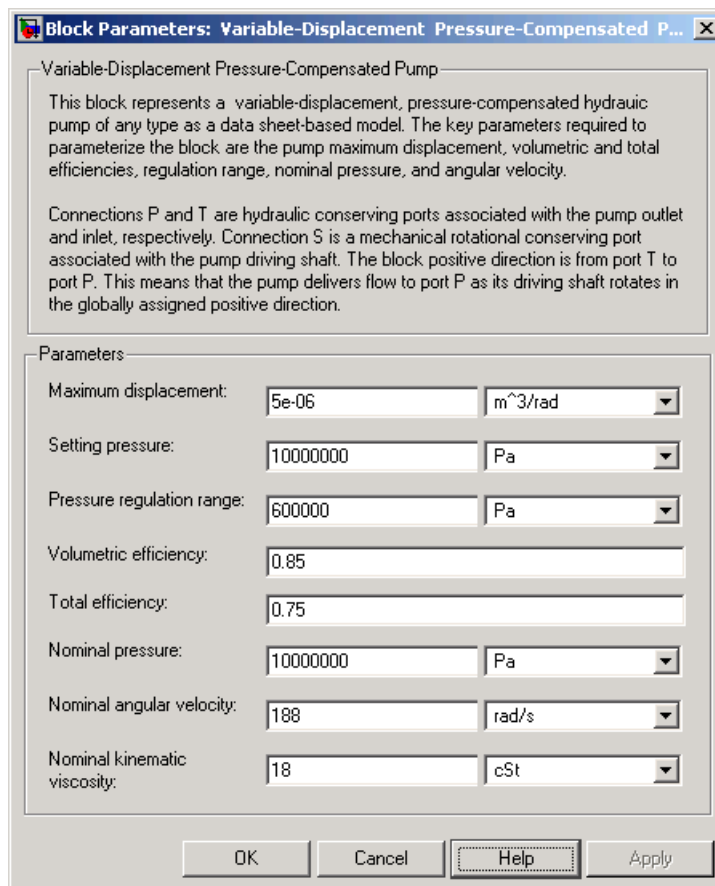 Block Parameters: Variable-Displacement Pressure-Compensated P...
Variable-Displacement Pressure-Compensated Pump
This block represents a variable-displacement, pressure-compensated hydrauic
pump of any type as a data sheet-based model. The key parameters required to
parameterize the block are the pump maximum displacement, volumetric and total
efficiencies, regulation range, nominal pressure, and angular velocity.
Connections P and T are hydraulic conserving ports associated with the pump outlet
and inlet, respectively. Connection S is a mechanical rotational conserving port
associated with the pump driving shaft. The block positive direction is from port T to
port P. This means that the pump delivers flow to port P as its driving shaft rotates in
the globally assigned positive direction.
Parameters
Maximum displacement: 5e-06 m^3/rad
Setting pressure: 10000000 Pa
Pressure regulation range: 600000 Pa
Volumetric efficiency: 0.85
Total efficiency: 0.75
Nominal pressure: 10000000 Pa
Nominal angular velocity: 188 rad/s
Nominal kinematic
viscosity: 18 cSt
OK Cancel Help Apply